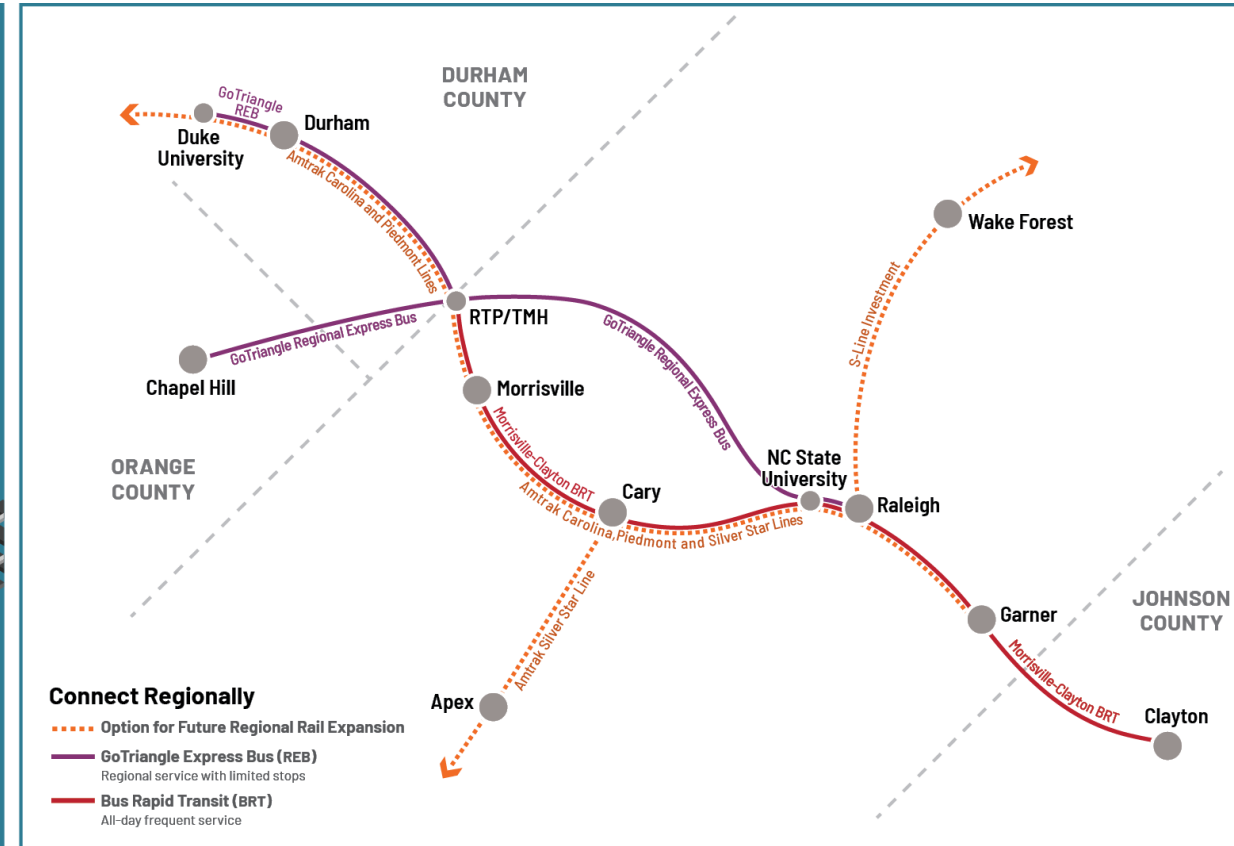 DURHAM
COUNTY
GoTriangle
REB
Durham
Duke
University
Amtrak Carolina and Piedmont Lines
Wake Forest
S-Line Investment
RTP/TMH
GoTriangle Regional Express Bus
GoTriangle Regional Express Bus
Chapel Hill
Morrisville
ORANGE
COUNTY
Morrisville-Clayton BRT
NC State
University
Cary
Raleigh
Amtrak Carolina, Piedmont and Silver Star Lines
Amtrak Silver Star Line
JOHNSON
COUNTY
Garner
Morrisville-Clayton BRT
Apex
Clayton
Connect Regionally
Option for Future Regional Rail Expansion
GoTriangle Express Bus (REB)
Regional service with limited stops
Bus Rapid Transit (BRT)
All-day frequent service